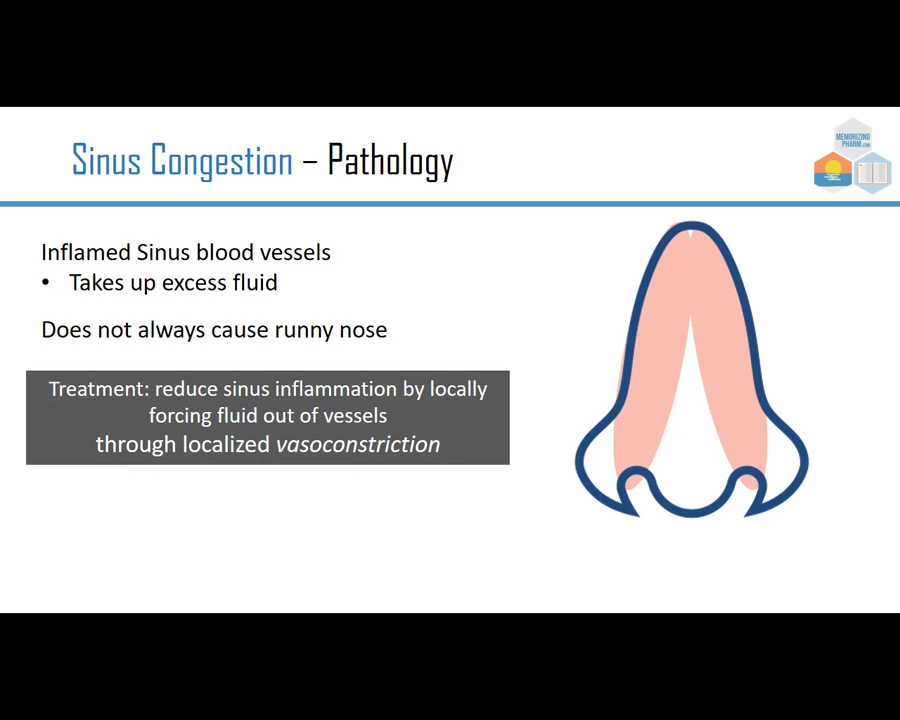 Sinus Congestion – Pathology
MEMORIZING
PHARM.COM
Inflamed Sinus blood vessels
• Takes up excess fluid
Does not always cause runny nose
Treatment: reduce sinus inflammation by locally
forcing fluid out of vessels
through localized vasoconstriction